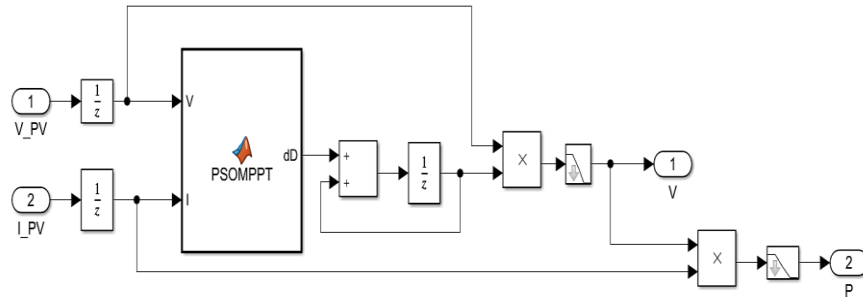 1
V_PV
1
z
V
PSOMPPT
dD
+
+
1
z
X
1
V
2
I_PV
1
z
I
X
2
P